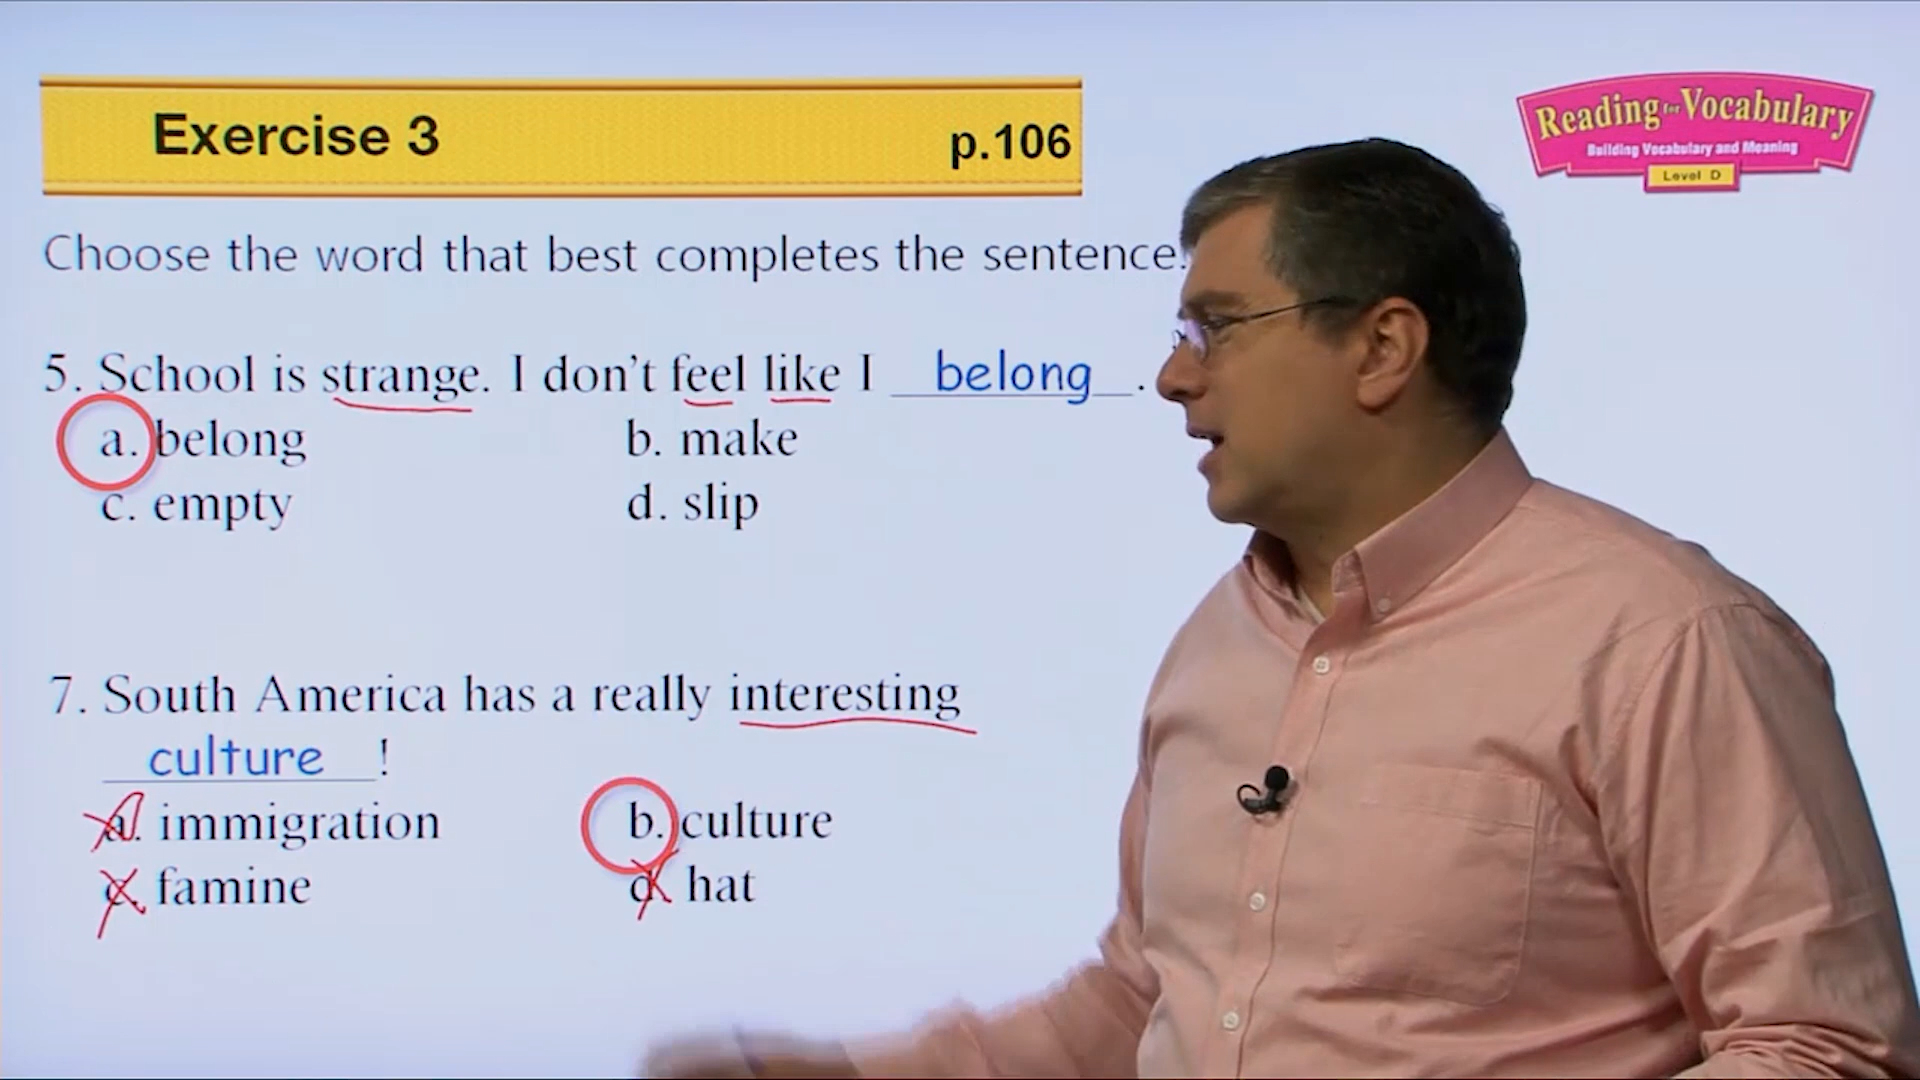 Exercise 3 p.106
Reading for Vocabulary
Building Vocabulary and Meaning
Level D
Choose the word that best completes the sentence.
5. School is strange. I don't feel like I belong.
a. belong b. make
c. empty d. slip
7. South America has a really interesting
culture!
a. immigration b. culture
c. famine d. hat